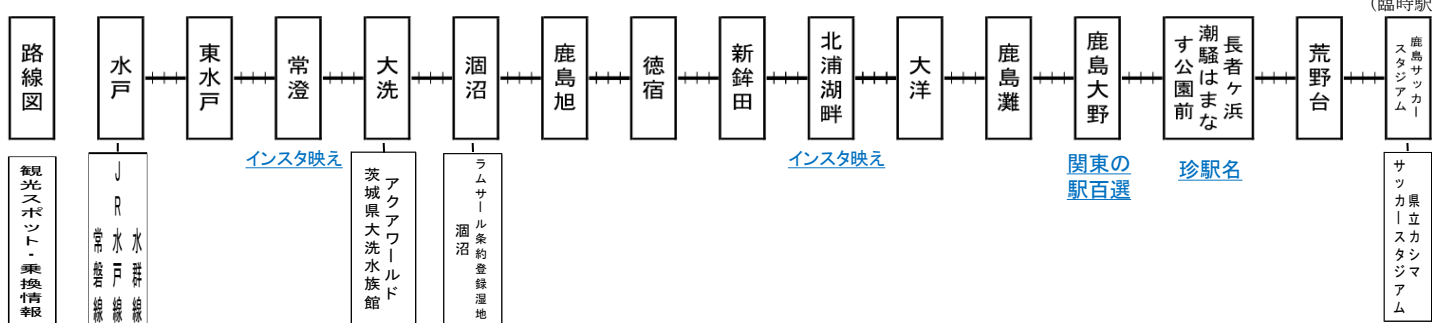 (臨時駅
路線図
水戸
東水戸
常澄
大洗
涸沼
鹿島旭
徳宿
新鉾田
北浦湖畔
大洋
鹿島灘
鹿島大野
長者ヶ浜
潮騒はまな
す公園前
荒野台
鹿島サッカー
スタジアム
インスタ映え
インスタ映え
関東の
駅百選
珍駅名
観光スポット・乗換情報
水群線
JR水戸線
常磐線
アクアワールド
茨城県大洗水族館
ラムサール条約登録湿地
涸沼
県立カシマ
サッカースタジアム